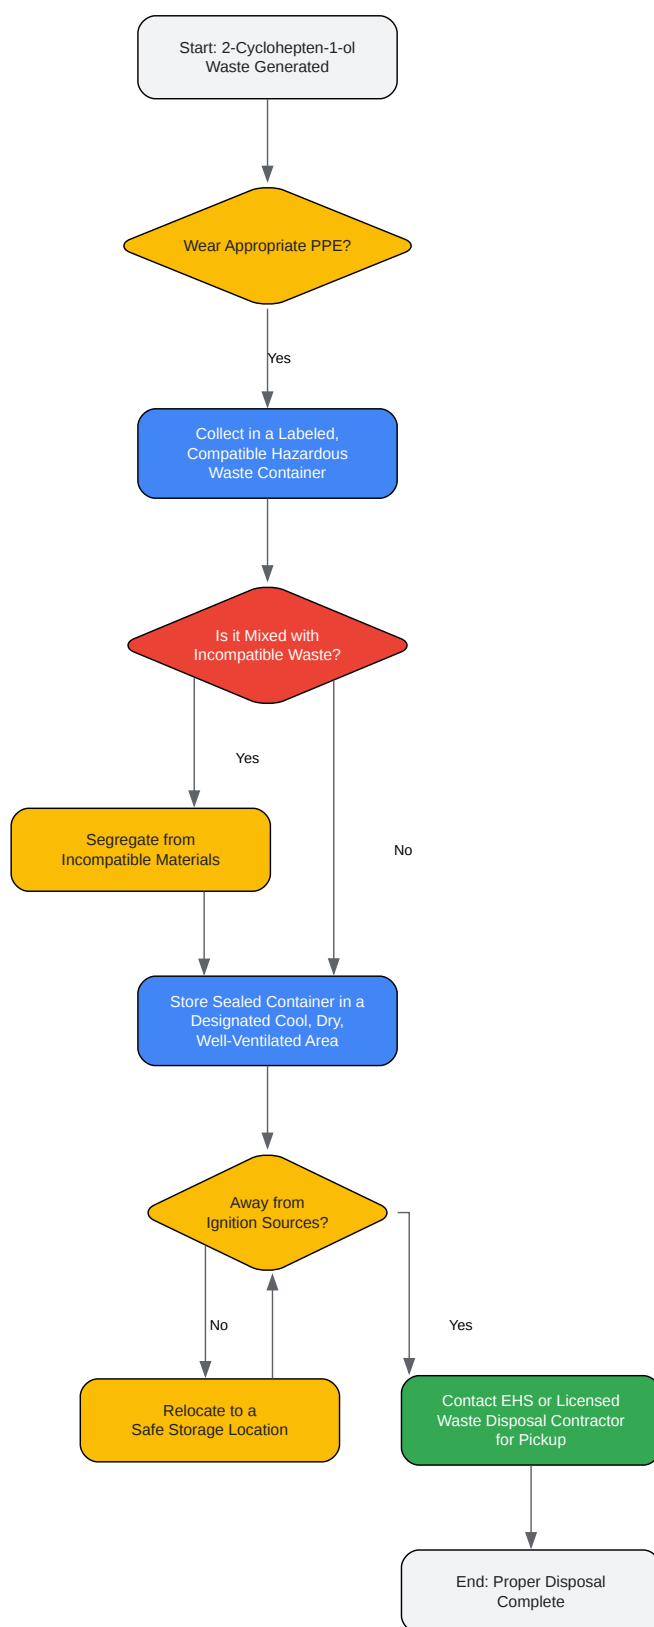 Start: 2-Cyclohepten-1-ol
Waste Generated
Wear Appropriate PPE?
Yes
Collect in a Labeled,
Compatible Hazardous
Waste Container
Is it Mixed with
Incompatible Waste?
Yes
Segregate from
Incompatible Materials
No
Store Sealed Container in a
Designated Cool, Dry,
Well-Ventilated Area
Away from
Ignition Sources?
No
Yes
Relocate to a
Safe Storage Location
Contact EHS or Licensed
Waste Disposal Contractor
for Pickup
End: Proper Disposal
Complete